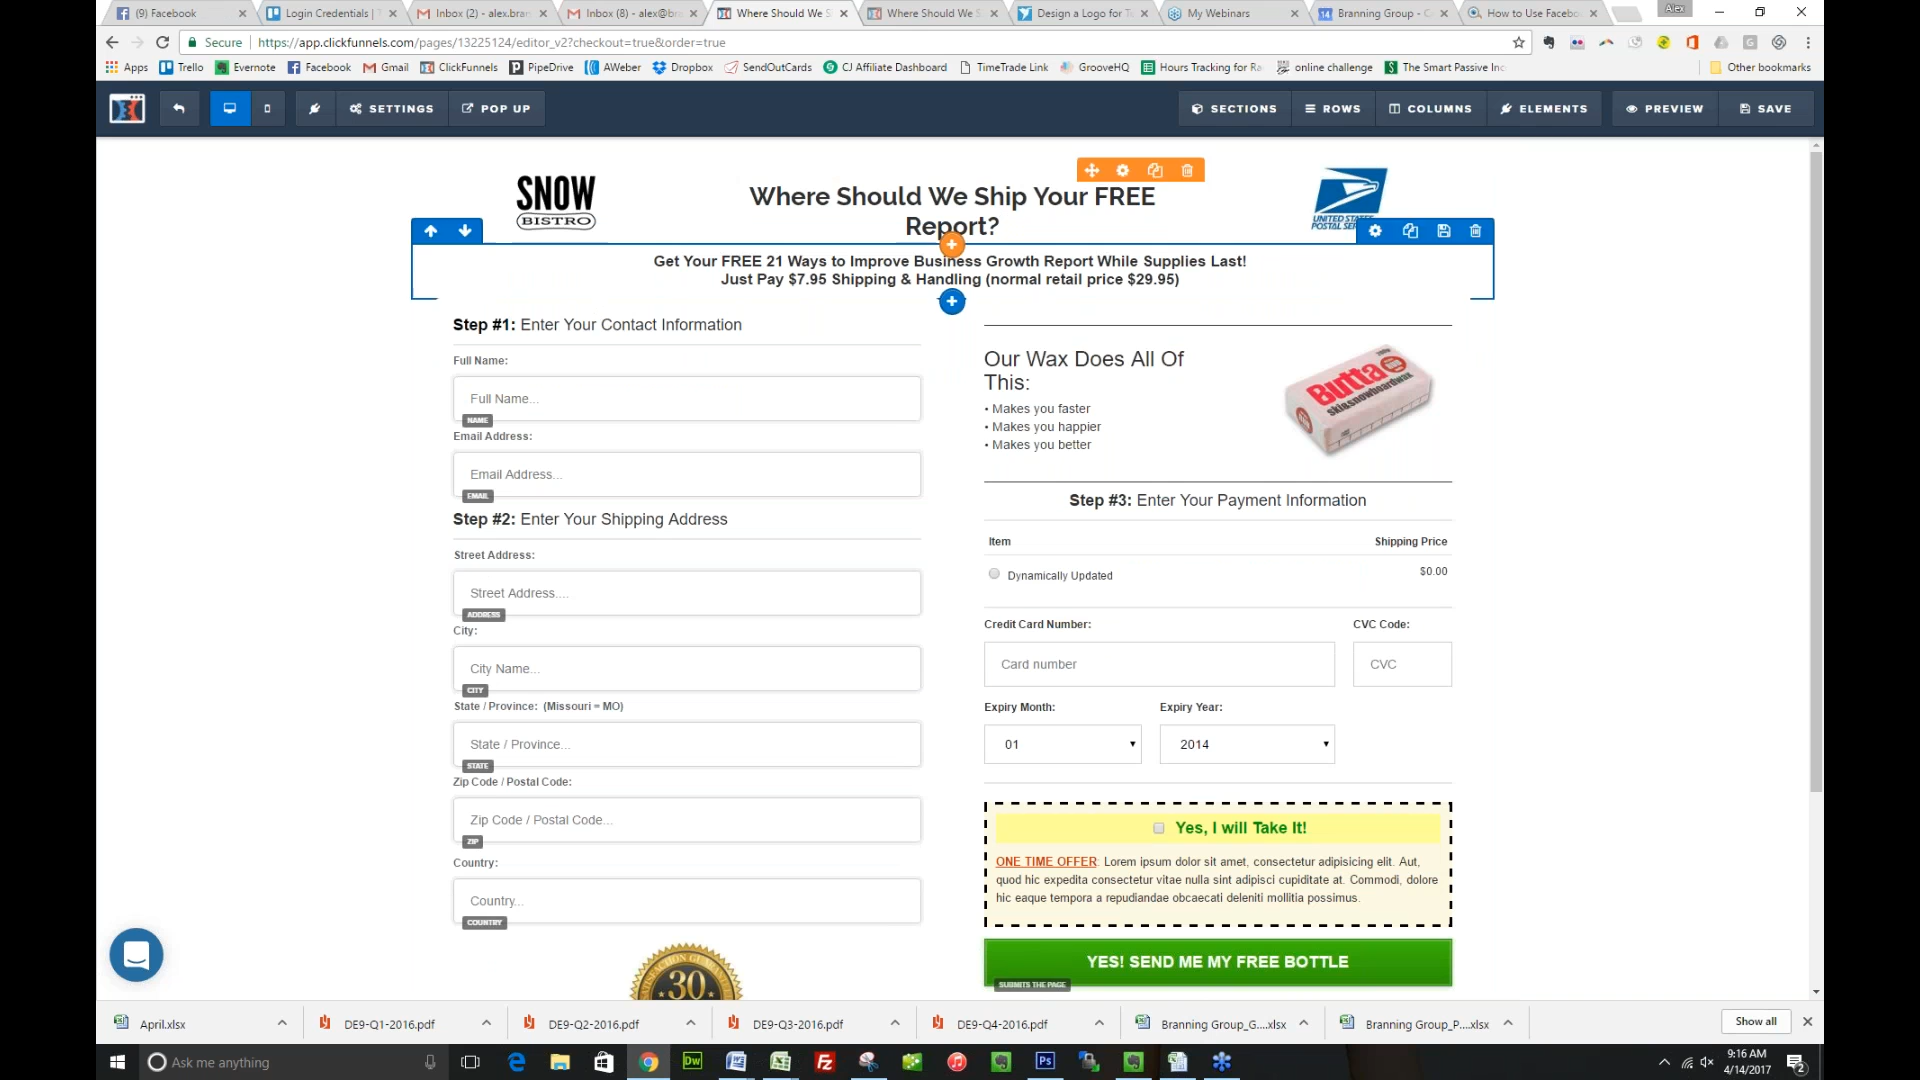 (9) Facebook
Login Credentials | T
Inbox (2) - alex.bran
Inbox (8) - alex@bra
Where Should We S
Where Should We S
Design a Logo for T
My Webinars
Branning Group - C
How to Use Facebo
Alex
Secure
https://app.clickfunnels.com/pages/13225124/editor_v2?checkout=true&order=true
Apps
Trello
Evernote
Facebook
Gmail
ClickFunnels
PipeDrive
AWeber
Dropbox
SendOutCards
CJ Affiliate Dashboard
TimeTrade Link
GrooveHQ
Hours Tracking for Ra
online challenge
The Smart Passive Inc
Other bookmarks
SETTINGS
POP UP
SECTIONS
ROWS
COLUMNS
ELEMENTS
PREVIEW
SAVE
SNOW
BISTRO
Where Should We Ship Your FREE
Report?
UNITED STATES
POSTAL SER
Get Your FREE 21 Ways to Improve Business Growth Report While Supplies Last!
Just Pay $7.95 Shipping & Handling (normal retail price $29.95)
Step #1: Enter Your Contact Information
Full Name:
Full Name...
NAME
Email Address:
Email Address...
EMAIL
Step #2: Enter Your Shipping Address
Street Address:
Street Address....
ADDRESS
City:
City Name...
CITY
State / Province: (Missouri = MO)
State / Province...
STATE
Zip Code / Postal Code:
Zip Code / Postal Code...
ZIP
Country:
Country...
COUNTRY
30
Our Wax Does All Of
This:
• Makes you faster
• Makes you happier
• Makes you better
Butta
ski&snowboardwax
Step #3: Enter Your Payment Information
Item
Shipping Price
Dynamically Updated
$0.00
Credit Card Number:
CVC Code:
Card number
CVC
Expiry Month:
Expiry Year:
01
2014
Yes, I will Take It!
ONE TIME OFFER: Lorem ipsum dolor sit amet, consectetur adipisicing elit. Aut,
quod hic expedita consectetur vitae nulla sint adipisci cupiditate at. Commodi, dolore
hic eaque tempora a repudiandae obcaecati deleniti mollitia possimus.
YES! SEND ME MY FREE BOTTLE
SUBMITS THE PAGE
April.xlsx
DE9-Q1-2016.pdf
DE9-Q2-2016.pdf
DE9-Q3-2016.pdf
DE9-Q4-2016.pdf
Branning Group_G....xlsx
Branning Group_P....xlsx
Show all
Ask me anything
Dw
Ps
9:16 AM
4/14/2017
2